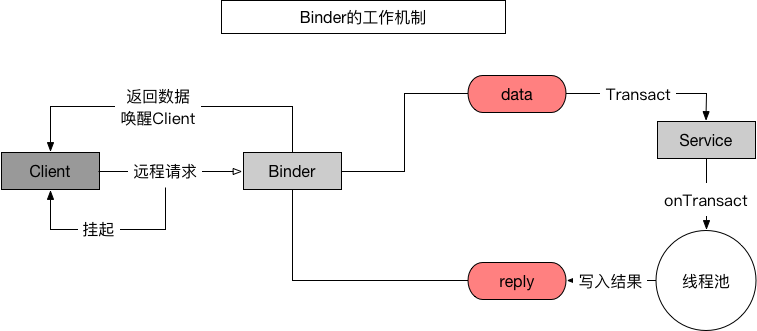 Binder的工作机制
返回数据
唤醒Client
data
Transact
Service
Client
远程请求
Binder
onTransact
挂起
reply
写入结果
线程池